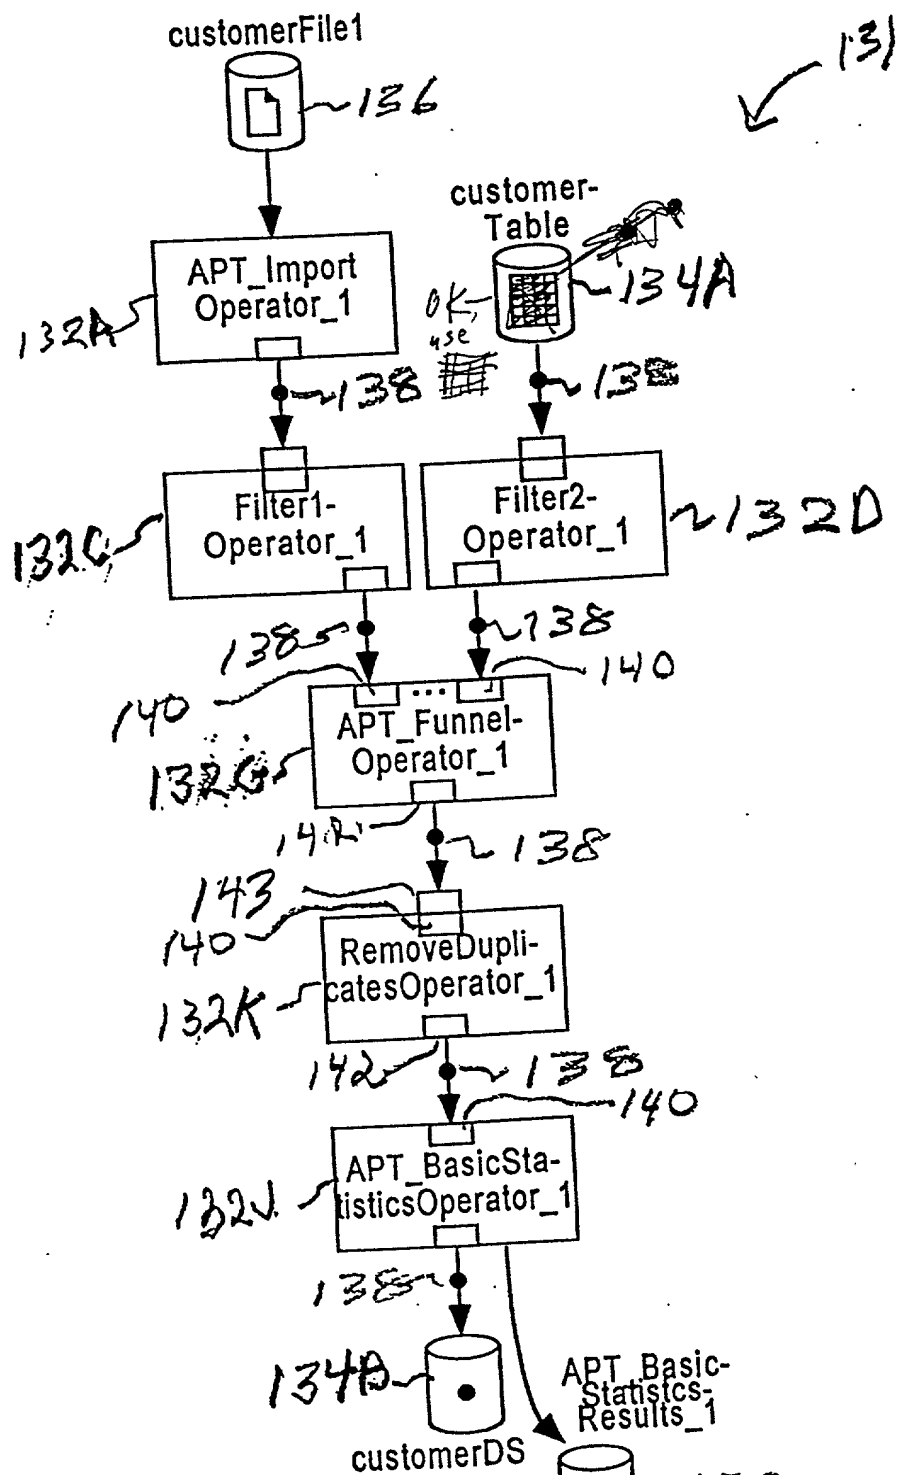 customerFile1
136
131
customer-
Table
134A
OK,
use
APT_Import
Operator_1
132A
138
138
Filter1-
Operator_1
132C
Filter2-
Operator_1
132D
138
138
140
140
APT_Funnel-
Operator_1
132G
138
143
140
RemoveDupli-
catesOperator_1
132K
142
138
140
APT_BasicSta-
tisticsOperator_1
132J
138
134B
customerDS
APT_Basic-
Statistcs-
Results_1